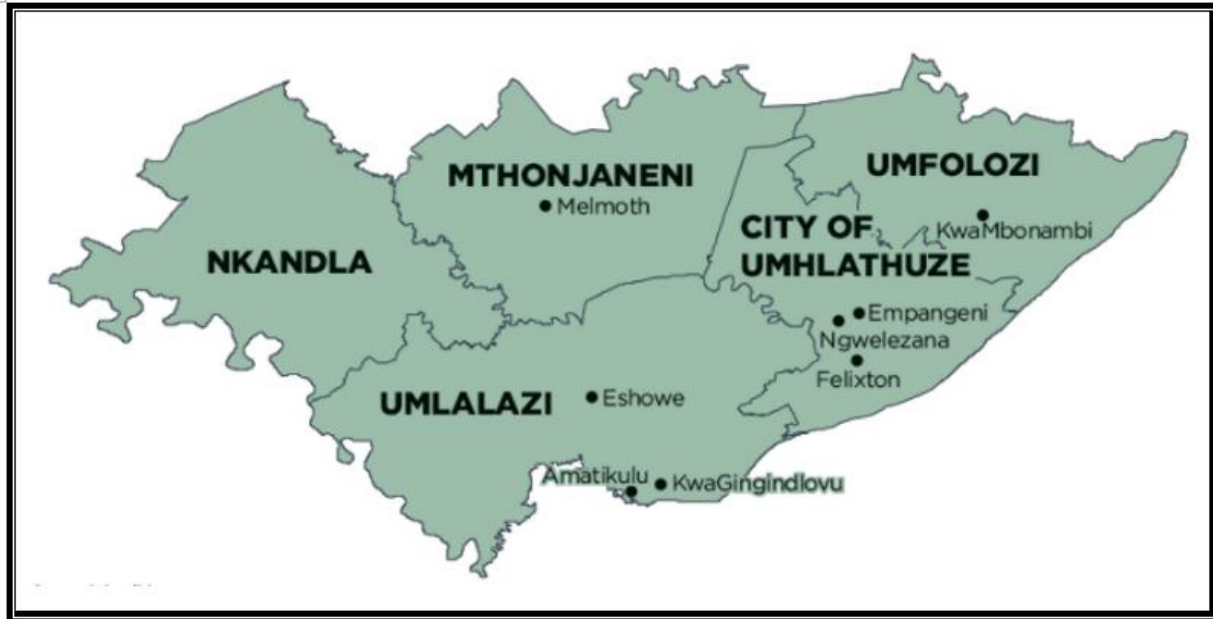 MTHONJANENI
Melmoth
UMFOLOZI
KwaMbonambi
CITY OF
UMHLATHUZE
NKANDLA
Empangeni
Ngwelezana
Felixton
UMLALAZI
Eshowe
Amatikulu
KwaGingindlovu